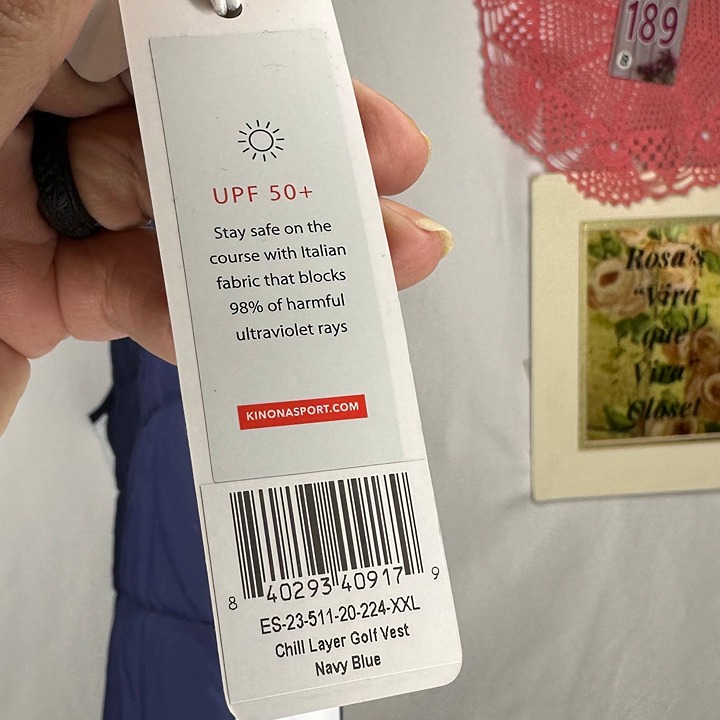 UPF 50+
Stay safe on the
course with Italian
fabric that blocks
98% of harmful
ultraviolet rays
KINONASPORT.COM
8 40293 40917 9
ES-23-511-20-224-XXL
Chill Layer Golf Vest
Navy Blue
189
Rosa's
"Vira
que
Vira"
Closet